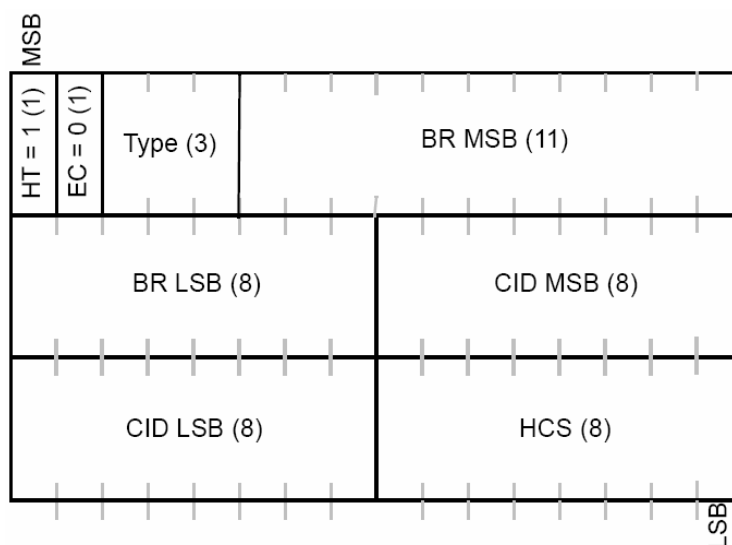 MSB
HT = 1 (1)
EC = 0 (1)
Type (3)
BR MSB (11)
BR LSB (8)
CID MSB (8)
CID LSB (8)
HCS (8)
LSB